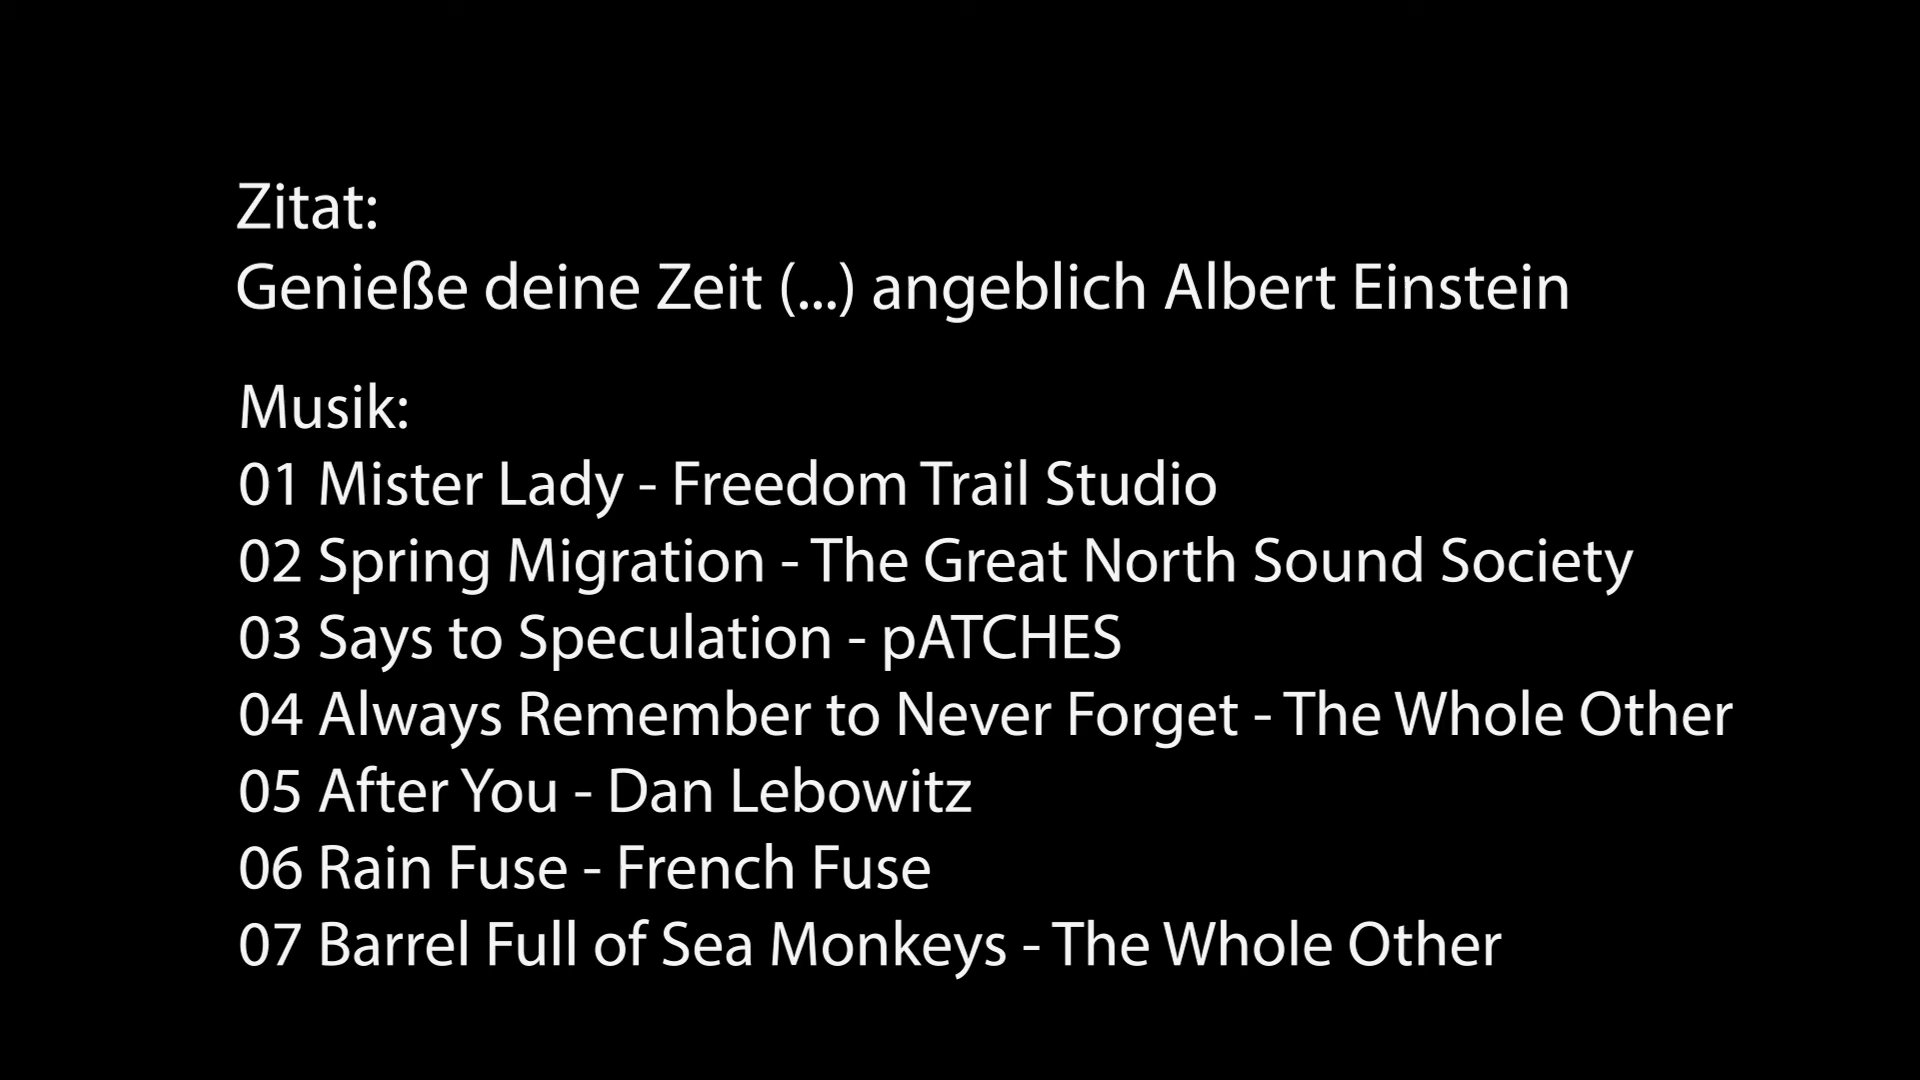 Zitat:
Genieße deine Zeit (...) angeblich Albert Einstein
Musik:
01 Mister Lady - Freedom Trail Studio
02 Spring Migration - The Great North Sound Society
03 Says to Speculation - pATCHES
04 Always Remember to Never Forget - The Whole Other
05 After You - Dan Lebowitz
06 Rain Fuse - French Fuse
07 Barrel Full of Sea Monkeys - The Whole Other